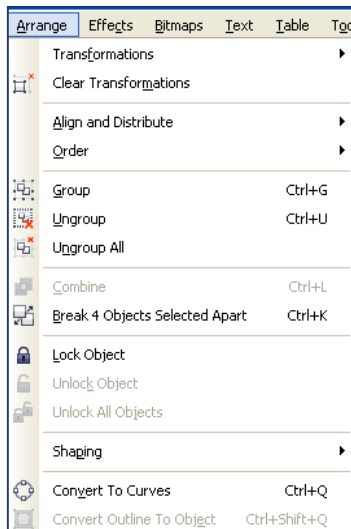 Arrange Effects Bitmaps Text Table
Transformations
Clear Transformations
Align and Distribute
Order
Group Ctrl+G
Ungroup Ctrl+U
Ungroup All
Combine Ctrl+L
Break 4 Objects Selected Apart Ctrl+K
Lock Object
Unlock Object
Unlock All Objects
Shaping
Convert To Curves Ctrl+Q
Convert Outline To Object Ctrl+Shift+Q